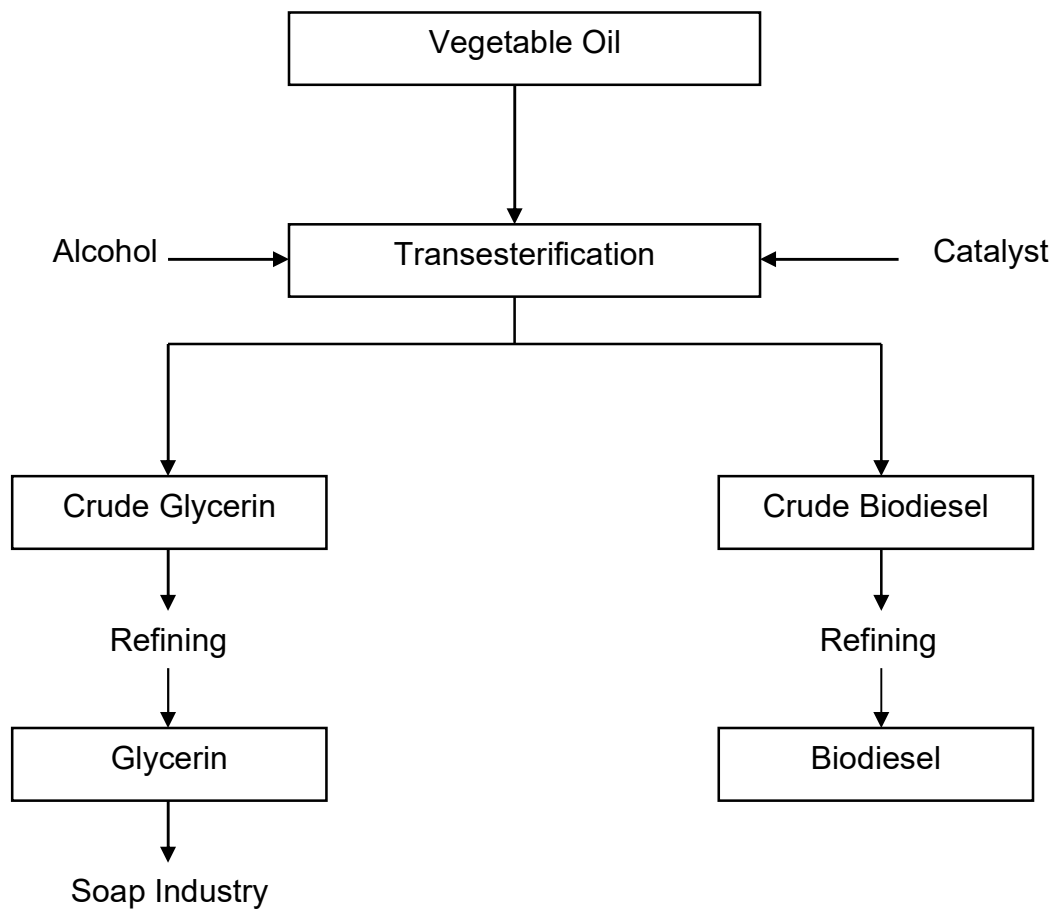 Vegetable Oil
Alcohol
Transesterification
Catalyst
Crude Glycerin
Crude Biodiesel
Refining
Refining
Glycerin
Biodiesel
Soap Industry